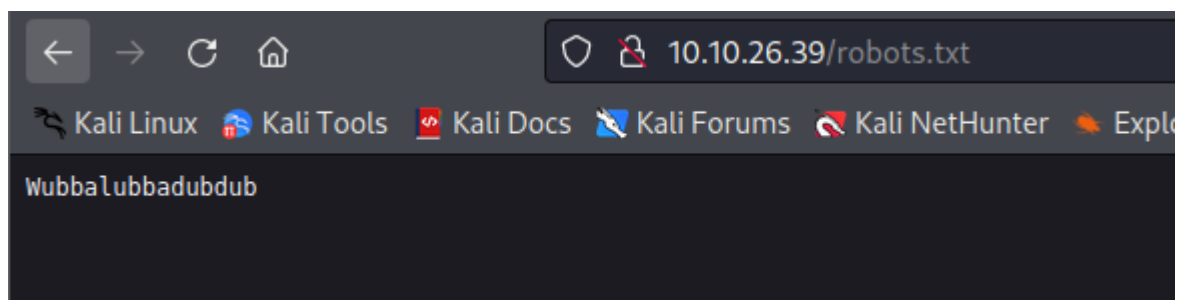 10.10.26.39/robots.txt
Kali Linux Kali Tools Kali Docs Kali Forums Kali NetHunter
Wubbalubbadubdub